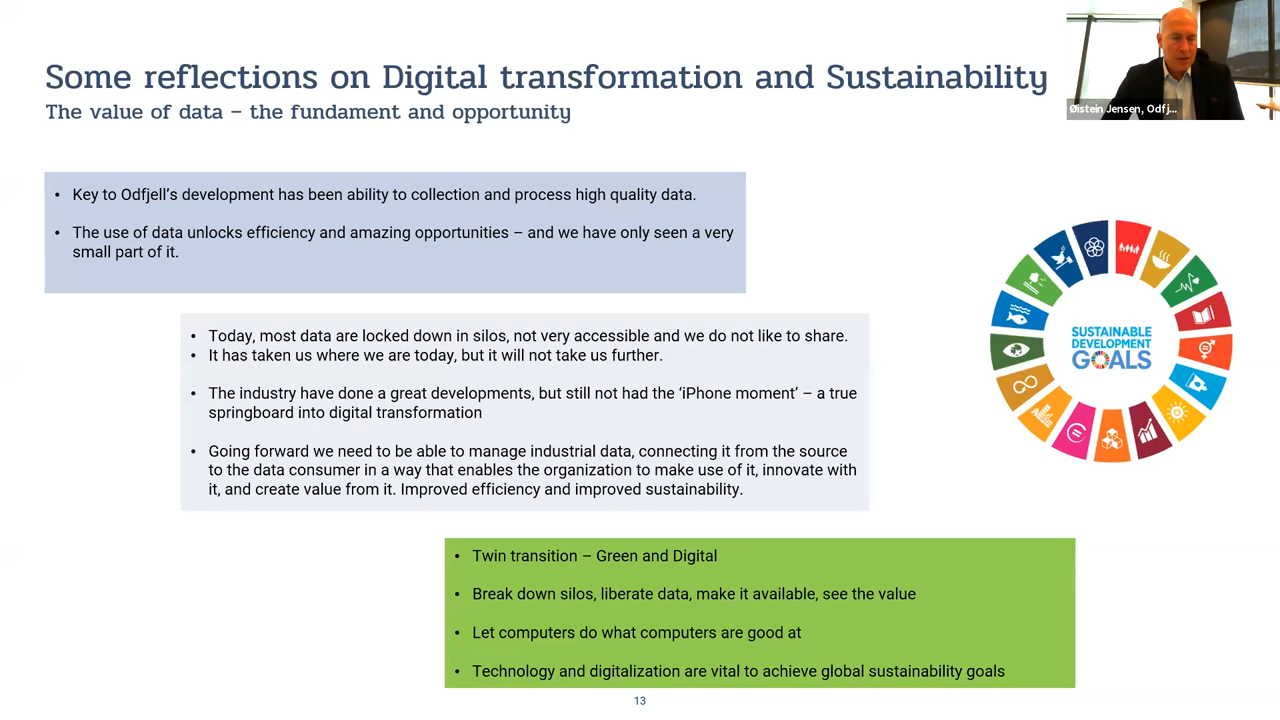 Some reflections on Digital transformation and Sustainability
The value of data – the fundament and opportunity
Øistein Jensen, Odfj...
• Key to Odfjell's development has been ability to collection and process high quality data.
• The use of data unlocks efficiency and amazing opportunities – and we have only seen a very
small part of it.
• Today, most data are locked down in silos, not very accessible and we do not like to share.
• It has taken us where we are today, but it will not take us further.
• The industry have done a great developments, but still not had the 'iPhone moment' – a true
springboard into digital transformation
• Going forward we need to be able to manage industrial data, connecting it from the source
to the data consumer in a way that enables the organization to make use of it, innovate with
it, and create value from it. Improved efficiency and improved sustainability.
SUSTAINABLE
DEVELOPMENT
GOALS
• Twin transition – Green and Digital
• Break down silos, liberate data, make it available, see the value
• Let computers do what computers are good at
• Technology and digitalization are vital to achieve global sustainability goals
13